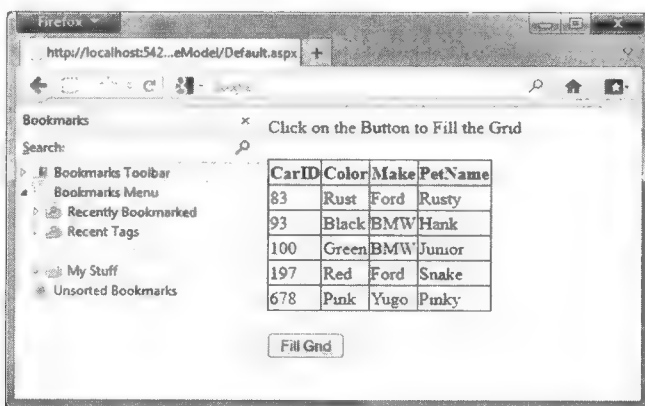 Firefox
http://localhost:542...eModel/Default.aspx +
Bookmarks ×
Search:
Bookmarks Toolbar
Bookmarks Menu
Recently Bookmarked
Recent Tags
My Stuff
Unsorted Bookmarks
Click on the Button to Fill the Grid
CarID Color Make PetName
83 Rust Ford Rusty
93 Black BMW Hank
100 Green BMW Junior
197 Red Ford Snake
678 Pink Yugo Pinky
Fill Grid